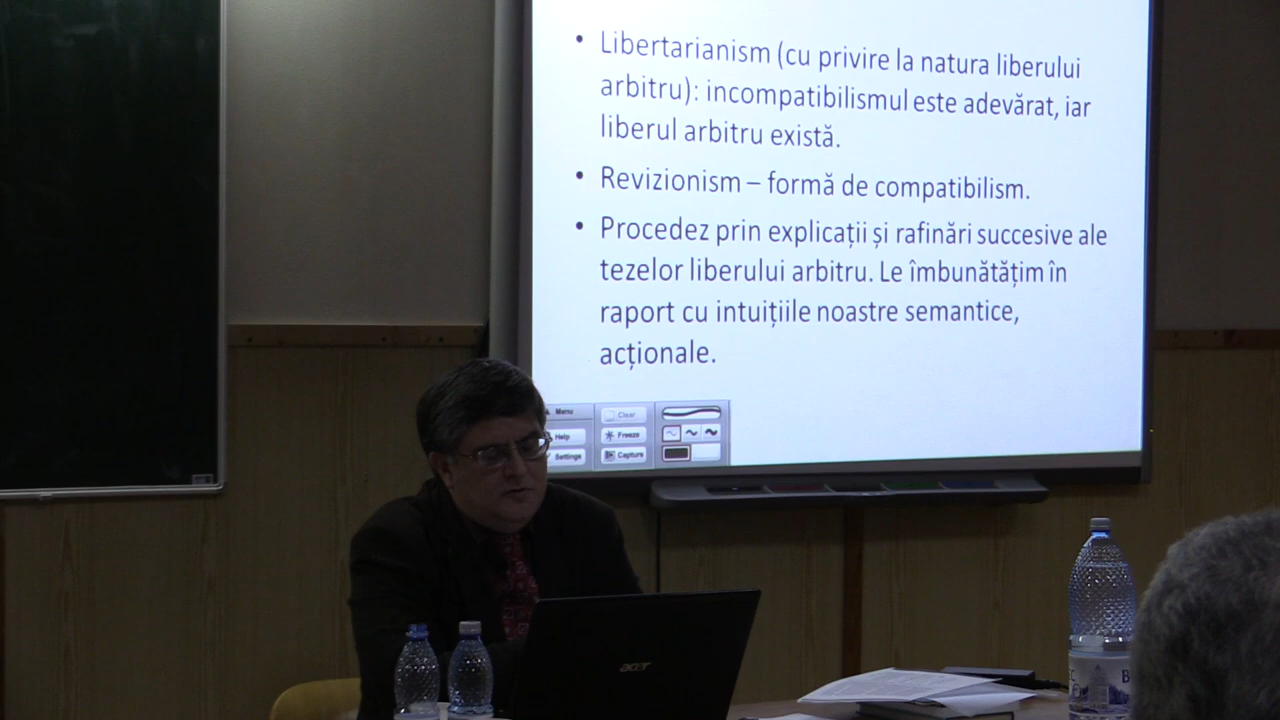 • Libertarianism (cu privire la natura liberului
arbitru): incompatibilismul este adevărat, iar
liberul arbitru există.
• Revizionism – formă de compatibilism.
• Procedez prin explicații și rafinări succesive ale
tezelor liberului arbitru. Le îmbunătățim în
raport cu intuițiile noastre semantice,
acționale.
Menu
Clear
Help
Freeze
Settings
Capture
acer